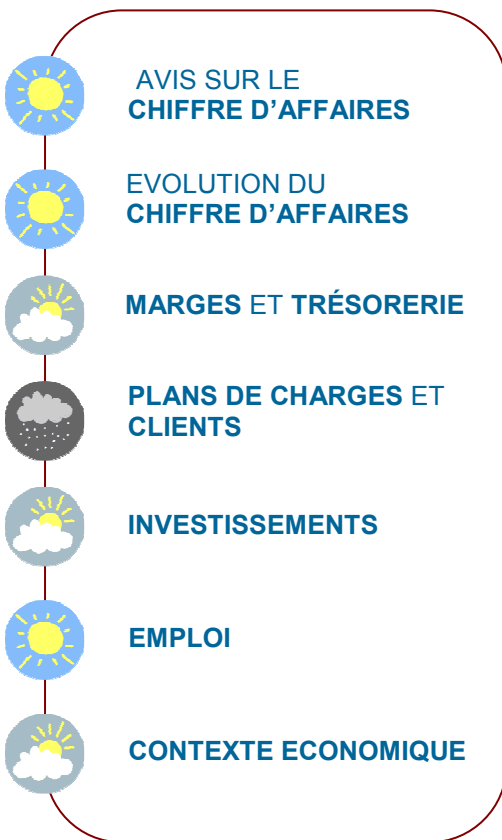 AVIS SUR LE
CHIFFRE D’AFFAIRES
EVOLUTION DU
CHIFFRE D’AFFAIRES
MARGES ET TRÉSORERIE
PLANS DE CHARGES ET
CLIENTS
INVESTISSEMENTS
EMPLOI
CONTEXTE ECONOMIQUE